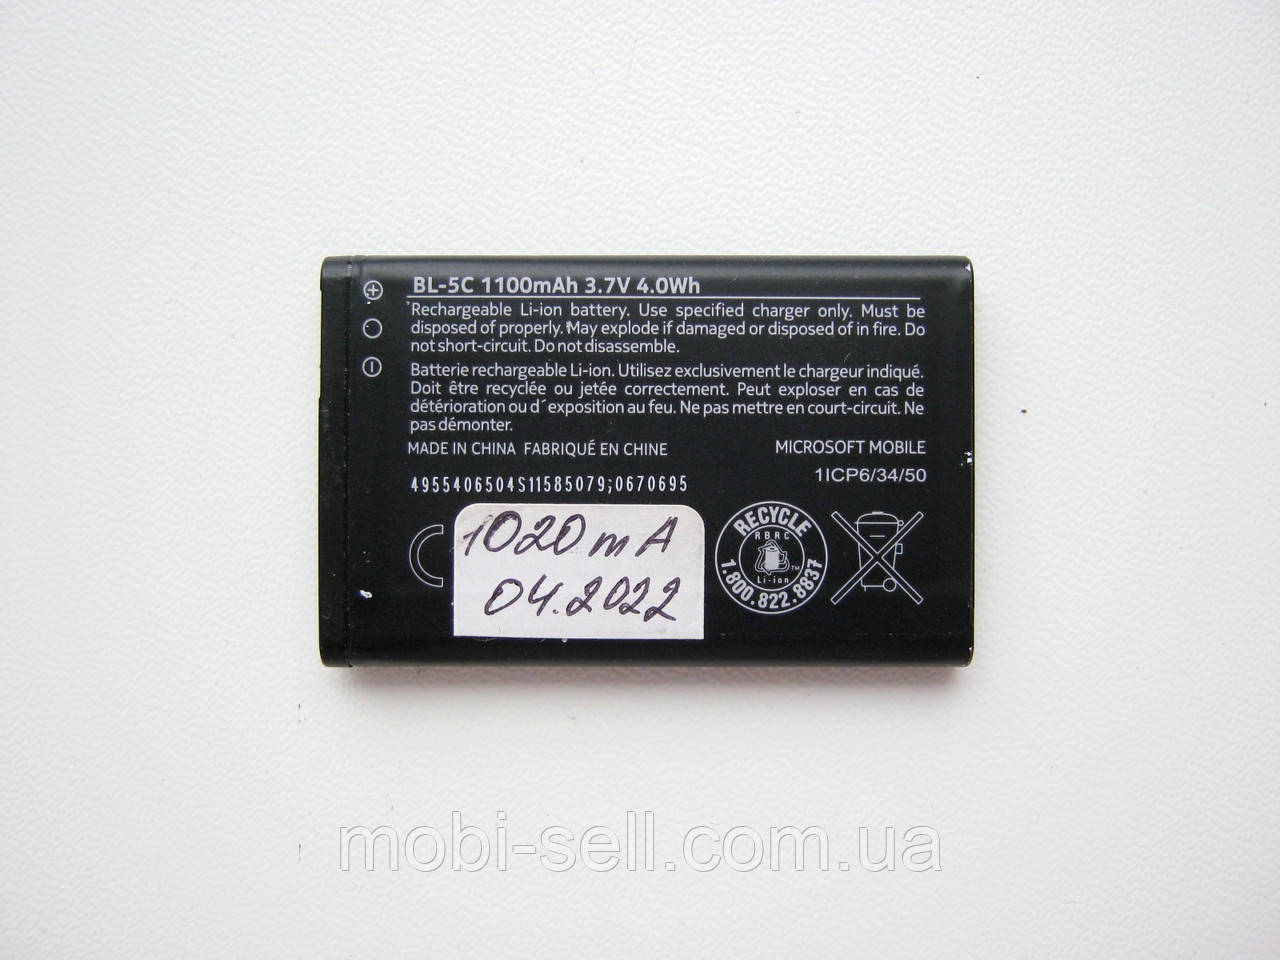 BL-5C 1100mAh 3.7V 4.0Wh
Rechargeable Li-ion battery. Use specified charger only. Must be
disposed of properly. May explode if damaged or disposed of in fire. Do
not short-circuit. Do not disassemble.
Batterie rechargeable Li-ion. Utilisez exclusivement le chargeur indiqué.
Doit être recyclée ou jetée correctement. Peut exploser en cas de
détérioration ou d´exposition au feu. Ne pas mettre en court-circuit. Ne
pas démonter.
MADE IN CHINA FABRIQUÉ EN CHINE
MICROSOFT MOBILE
1ICP6/34/50
4955406504S11585079;0670695
1020 mA
04.2022
RECYCLE
RBRC
TM
Li-ion
1.800.822.8837
mobi-sell.com.ua